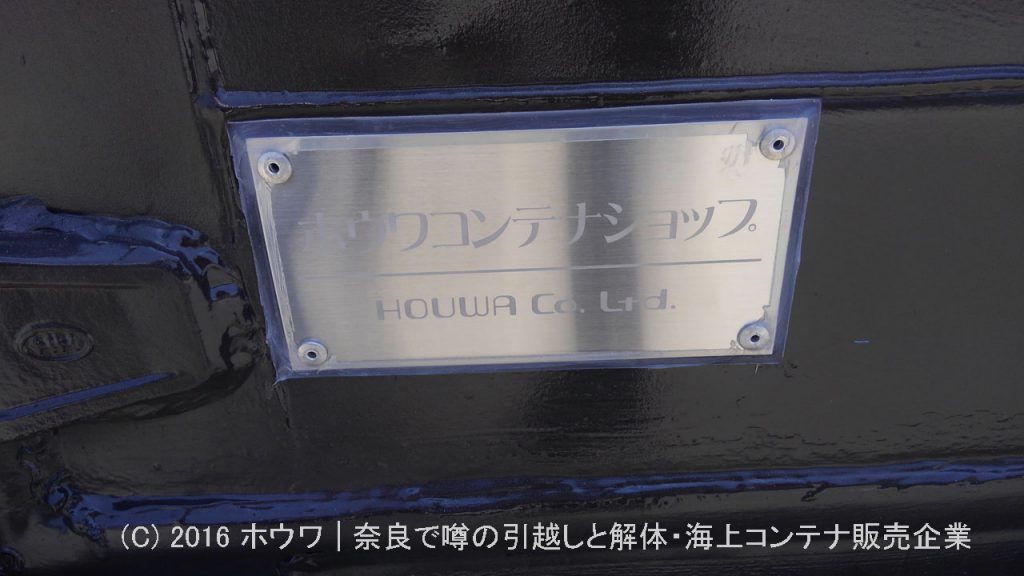 ホウワコンテナショップ
HOUWA Co. Ltd.
(C) 2016 ホウワ | 奈良で噂の引越しと解体・海上コンテナ販売企業